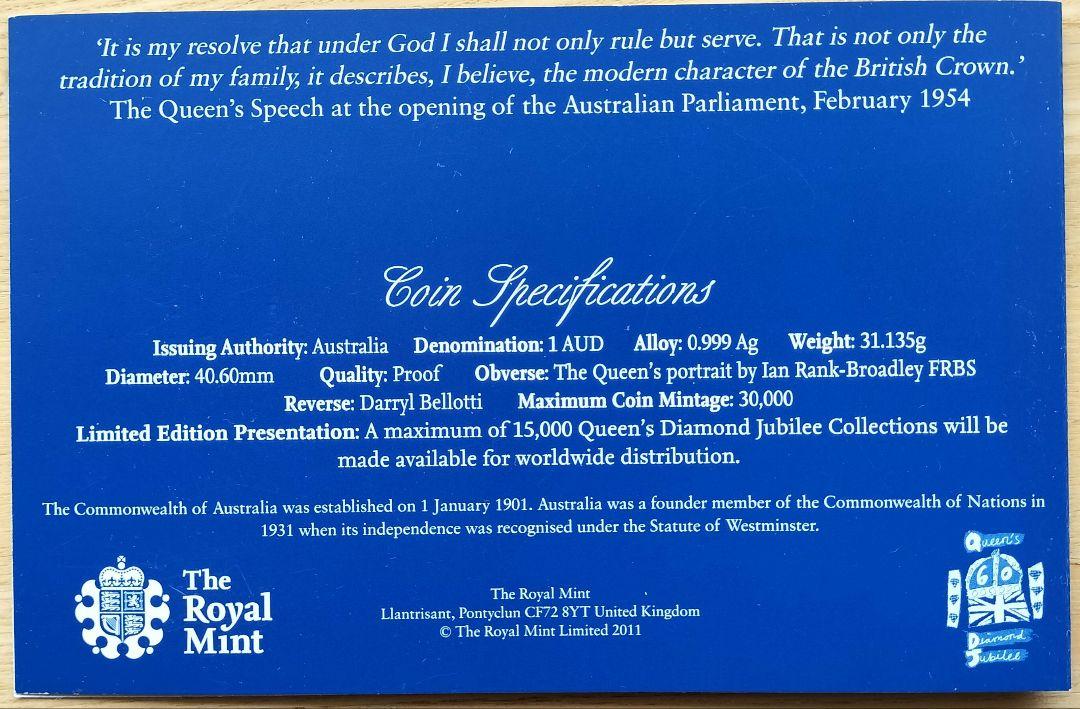 ‘It is my resolve that under God I shall not only rule but serve. That is not only the
tradition of my family, it describes, I believe, the modern character of the British Crown.’
The Queen’s Speech at the opening of the Australian Parliament, February 1954
Coin Specifications
Issuing Authority: Australia Denomination: 1 AUD Alloy: 0.999 Ag Weight: 31.135g
Diameter: 40.60mm Quality: Proof Obverse: The Queen’s portrait by Ian Rank-Broadley FRBS
Reverse: Darryl Bellotti Maximum Coin Mintage: 30,000
Limited Edition Presentation: A maximum of 15,000 Queen’s Diamond Jubilee Collections will be
made available for worldwide distribution.
The Commonwealth of Australia was established on 1 January 1901. Australia was a founder member of the Commonwealth of Nations in
1931 when its independence was recognised under the Statute of Westminster.
The
Royal
Mint
The Royal Mint
Llantrisant, Pontyclun CF72 8YT United Kingdom
© The Royal Mint Limited 2011
Queen's
60
Diamond
Jubilee